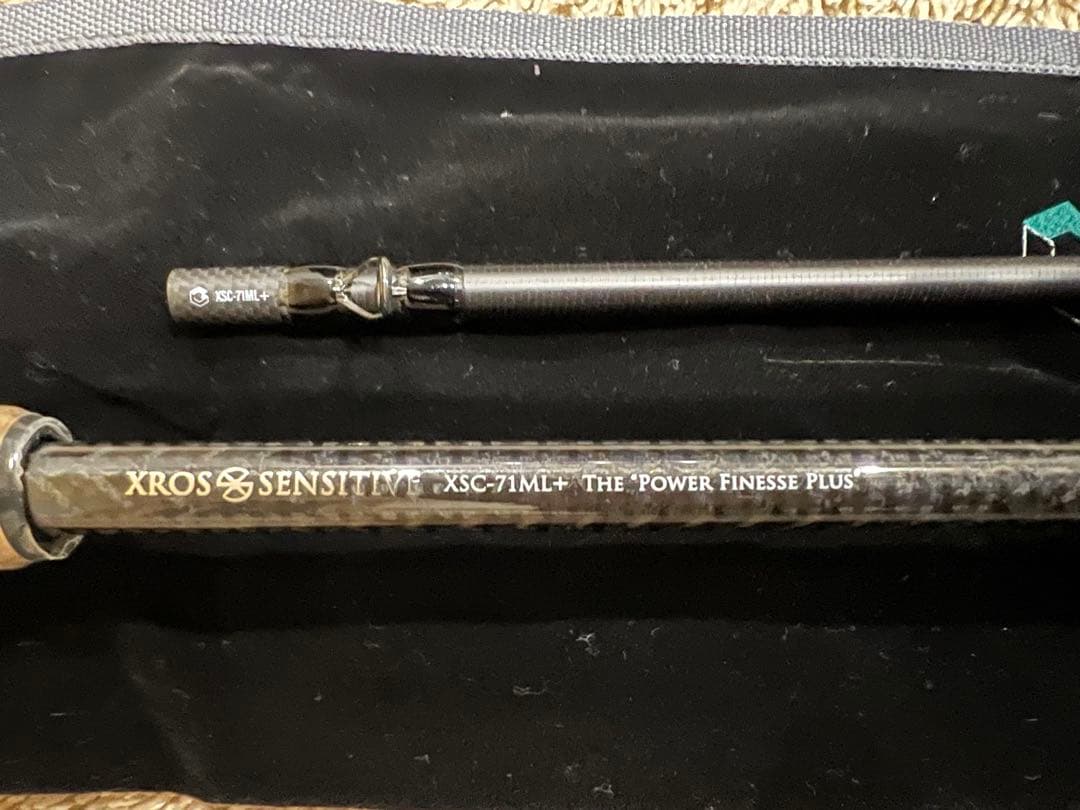 XSC-71ML+
XROS SENSITIVE XSC-71ML+ THE "POWER FINESSE PLUS"